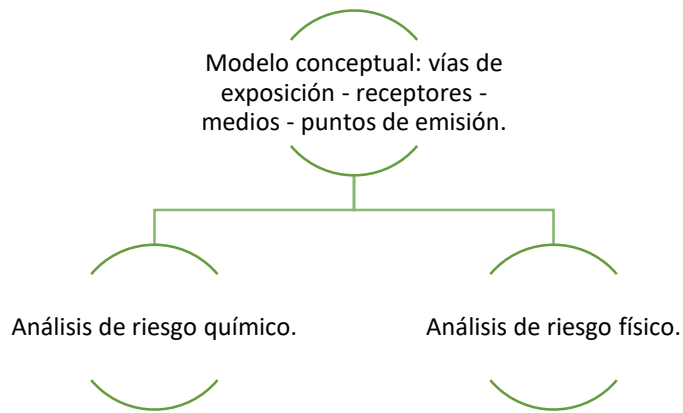 Modelo conceptual: vías de
exposición - receptores -
medios - puntos de emisión.
Análisis de riesgo químico.
Análisis de riesgo físico.